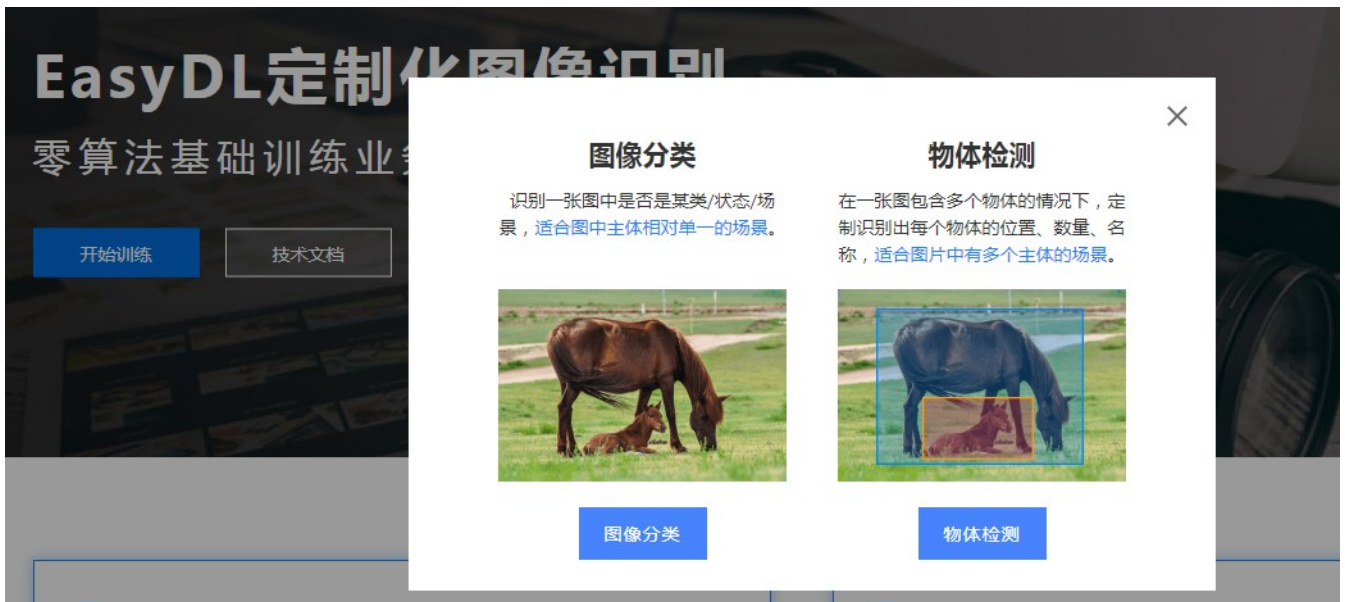 EasyDL定制化图像识别
零算法基础训练业
开始训练
技术文档
图像分类
识别一张图中是否是某类/状态/场
景，适合图中主体相对单一的场景。
图像分类
物体检测
在一张图包含多个物体的情况下，定
制识别出每个物体的位置、数量、名
称，适合图片中有多个主体的场景。
物体检测